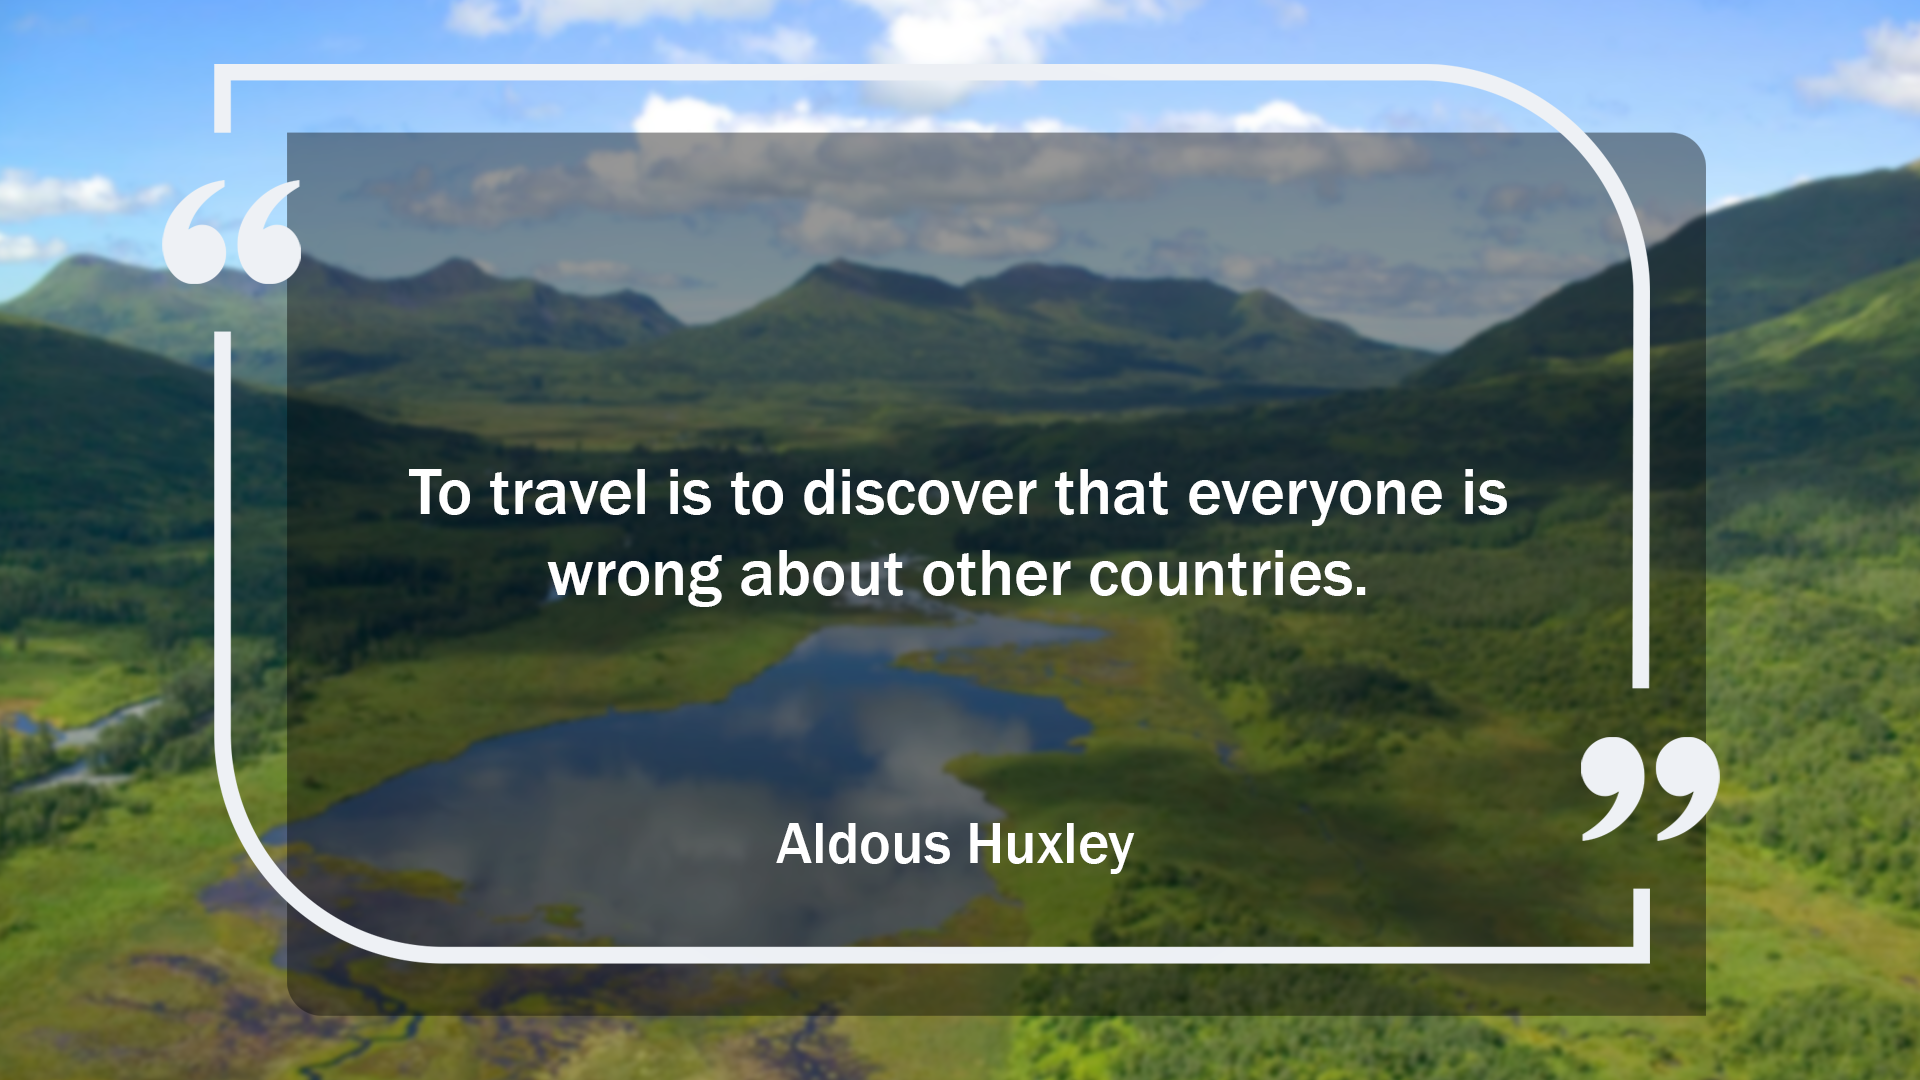 “
To travel is to discover that everyone is
wrong about other countries.
”
Aldous Huxley